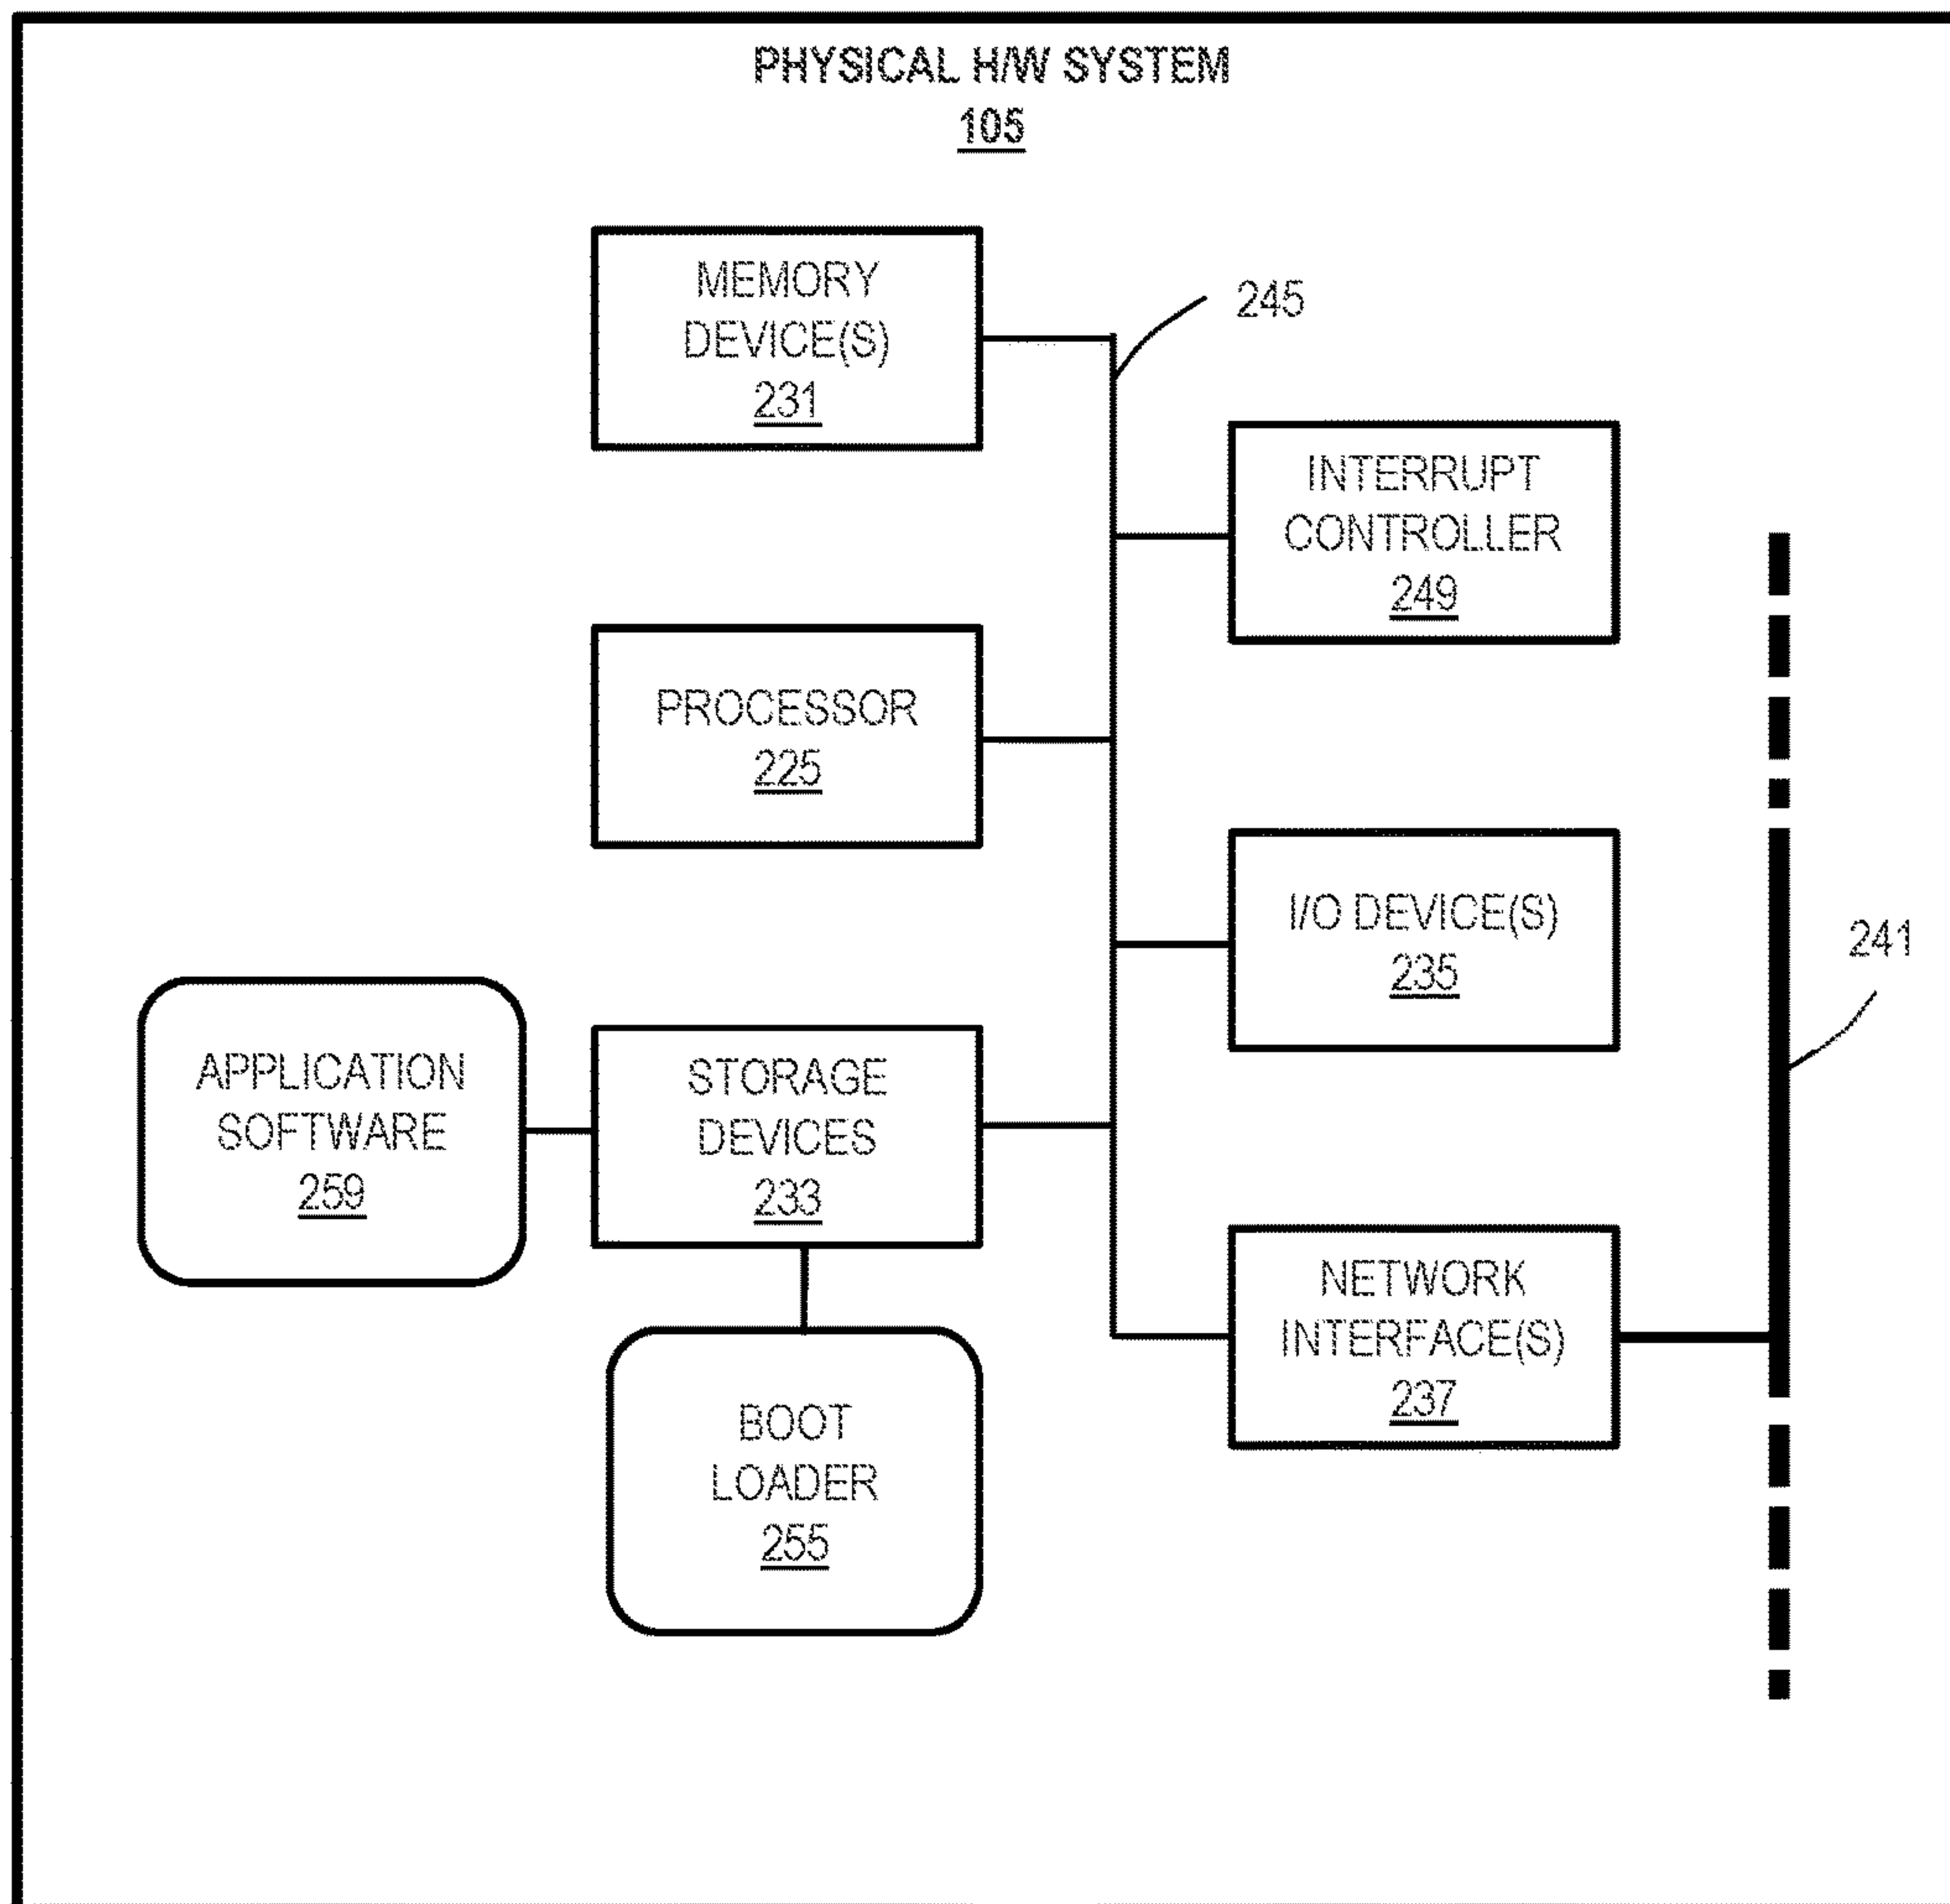 PHYSICAL H/W SYSTEM
105
MEMORY
DEVICE(S)
231
245
INTERRUPT
CONTROLLER
249
PROCESSOR
225
I/O DEVICE(S)
235
241
APPLICATION
SOFTWARE
259
STORAGE
DEVICES
233
NETWORK
INTERFACE(S)
237
BOOT
LOADER
255